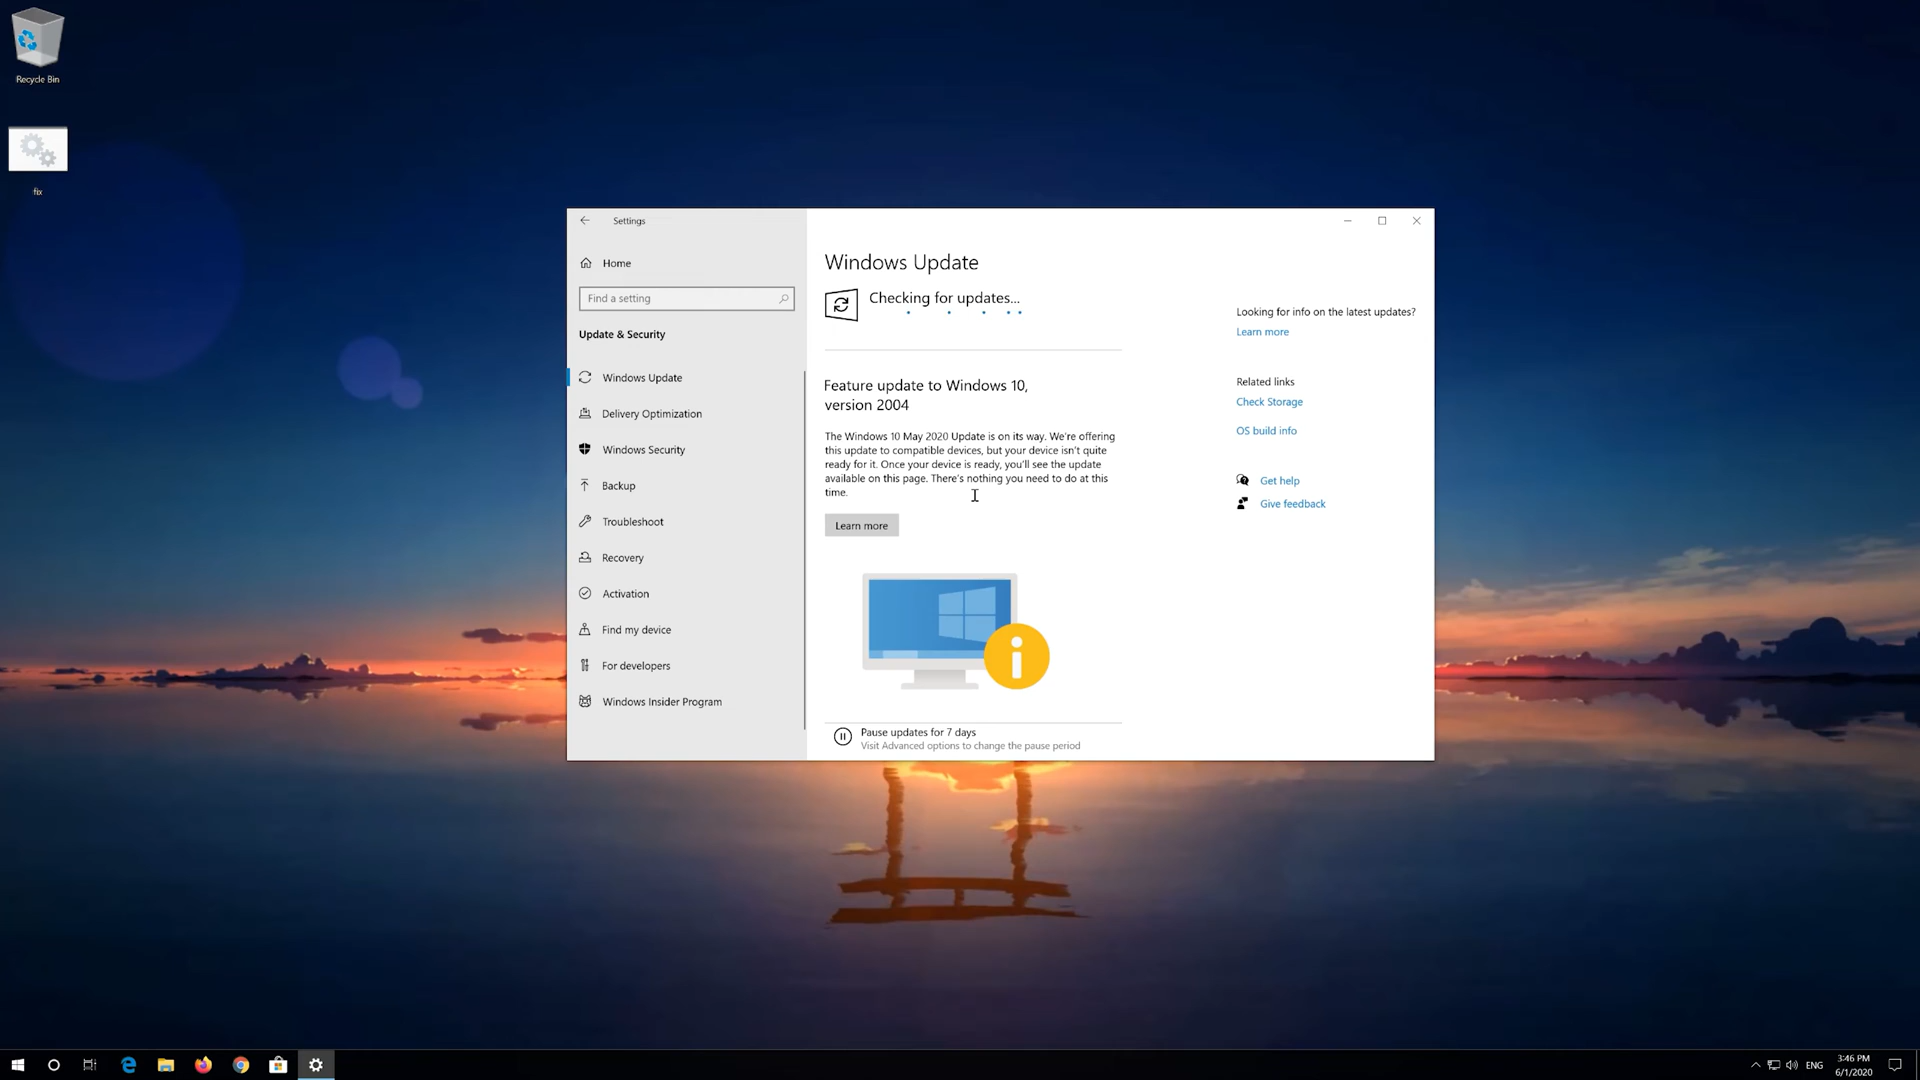 Recycle Bin
fix
Settings
Home
Find a setting
Update & Security
Windows Update
Delivery Optimization
Windows Security
Backup
Troubleshoot
Recovery
Activation
Find my device
For developers
Windows Insider Program
Windows Update
Checking for updates...
Feature update to Windows 10,
version 2004
The Windows 10 May 2020 Update is on its way. We're offering
this update to compatible devices, but your device isn't quite
ready for it. Once your device is ready, you'll see the update
available on this page. There's nothing you need to do at this
time.
Learn more
Pause updates for 7 days
Visit Advanced options to change the pause period
Looking for info on the latest updates?
Learn more
Related links
Check Storage
OS build info
Get help
Give feedback
ENG
3:46 PM
6/1/2020